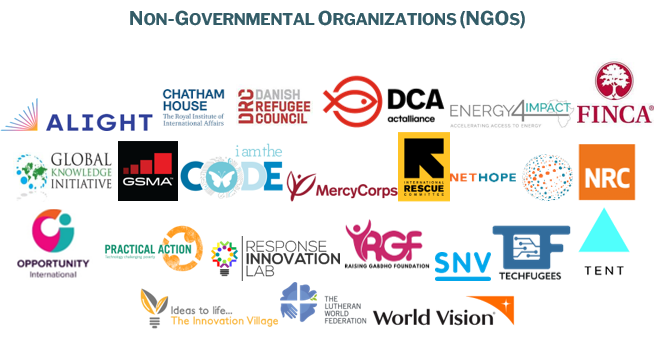 NON-GOVERNMENTAL ORGANIZATIONS (NGOS)
ALIGHT
CHATHAM
HOUSE
The Royal Institute of
International Affairs
DRC
DANISH
REFUGEE
COUNCIL
DCA
actalliance
ENERGY4IMPACT
ACCELERATING ACCESS TO ENERGY
FINCA®
GLOBAL
KNOWLEDGE
INITIATIVE
GSMA
i am the
CODE
MercyCorps
INTERNATIONAL
RESCUE
COMMITTEE
NETHOPE
NRC
OPPORTUNITY
International
PRACTICAL ACTION
Technology challenging poverty
RESPONSE
INNOVATION
LAB
RGF
RAISING GABDHO FOUNDATION
SNV
TF
TECHFUGEES
TENT
Ideas to life...
The Innovation Village
THE
LUTHERAN
WORLD
FEDERATION
World Vision